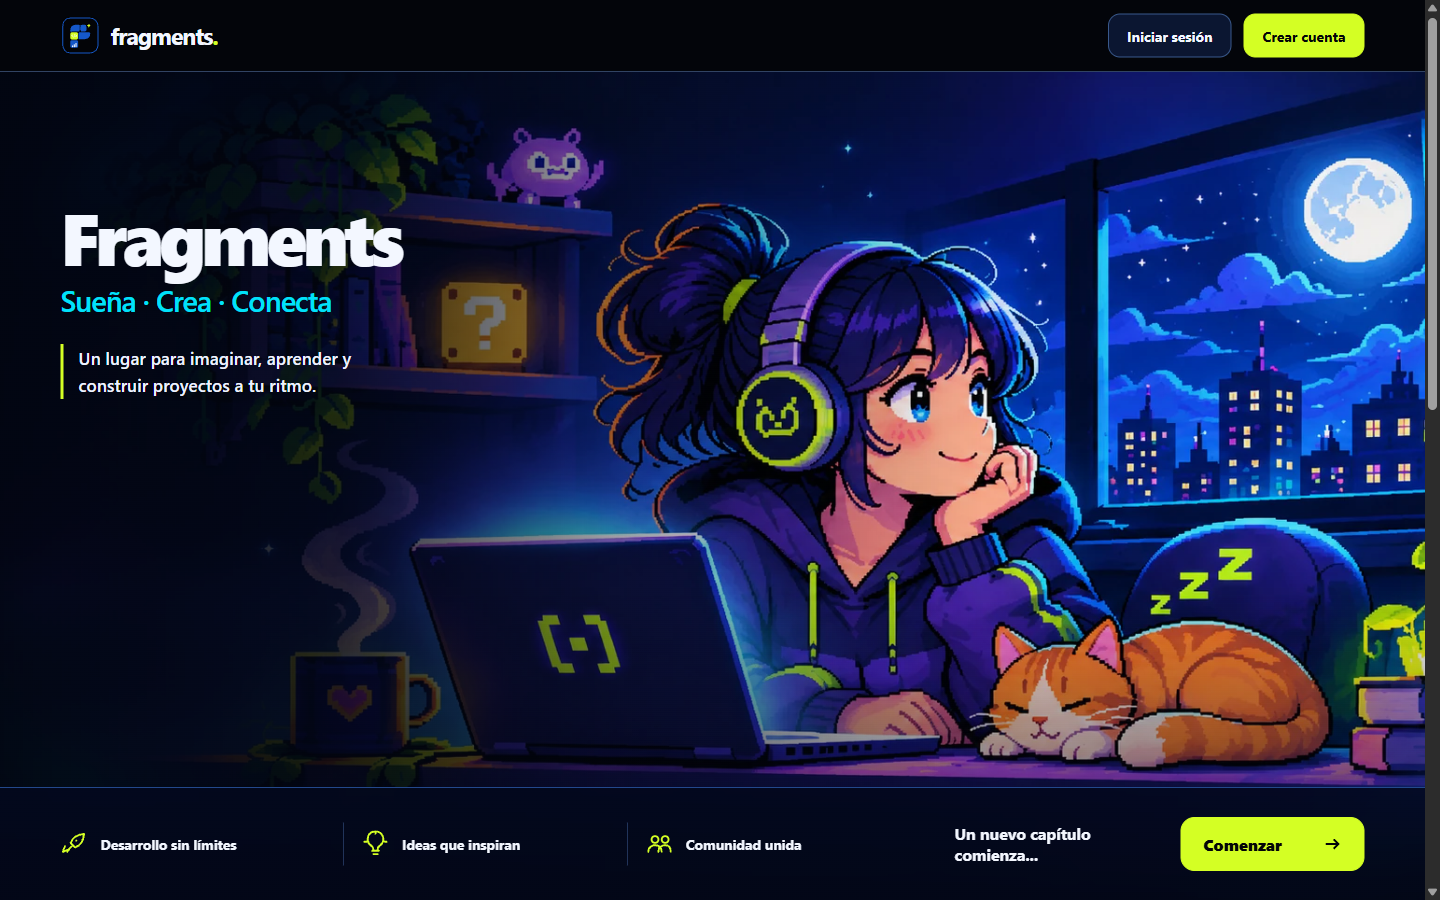 fragments.
Iniciar sesión
Crear cuenta
Fragments
Sueña · Crea · Conecta
Un lugar para imaginar, aprender y
construir proyectos a tu ritmo.
?
[·]
z z z
Desarrollo sin límites
Ideas que inspiran
Comunidad unida
Un nuevo capítulo
comienza...
Comenzar →